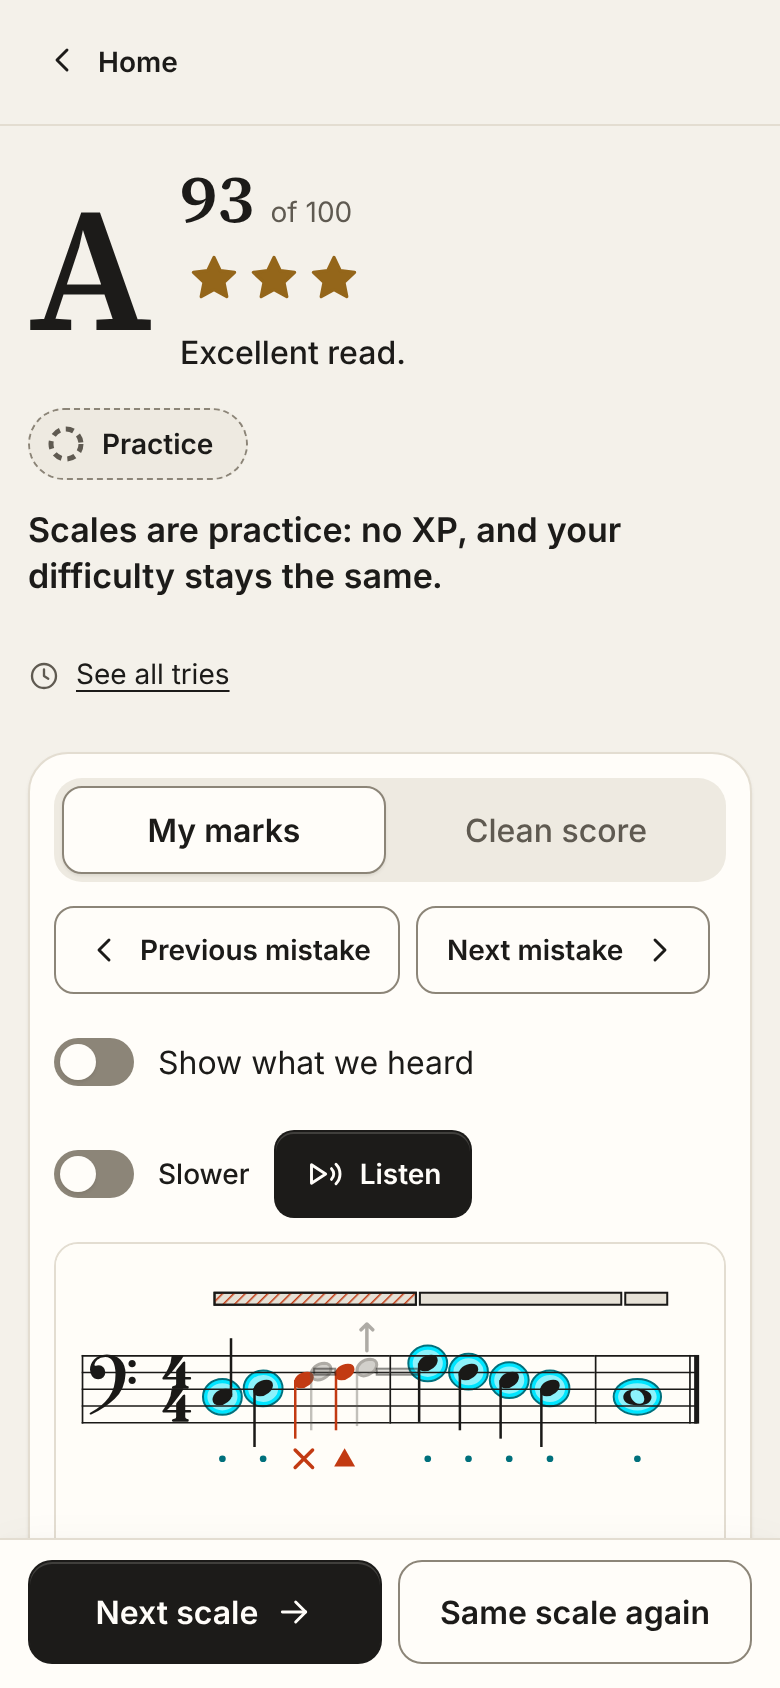 Home
A
93 of 100
Excellent read.
Practice
Scales are practice: no XP, and your
difficulty stays the same.
See all tries
My marks
Clean score
Previous mistake
Next mistake
Show what we heard
Slower
Listen
4
4
Next scale
Same scale again